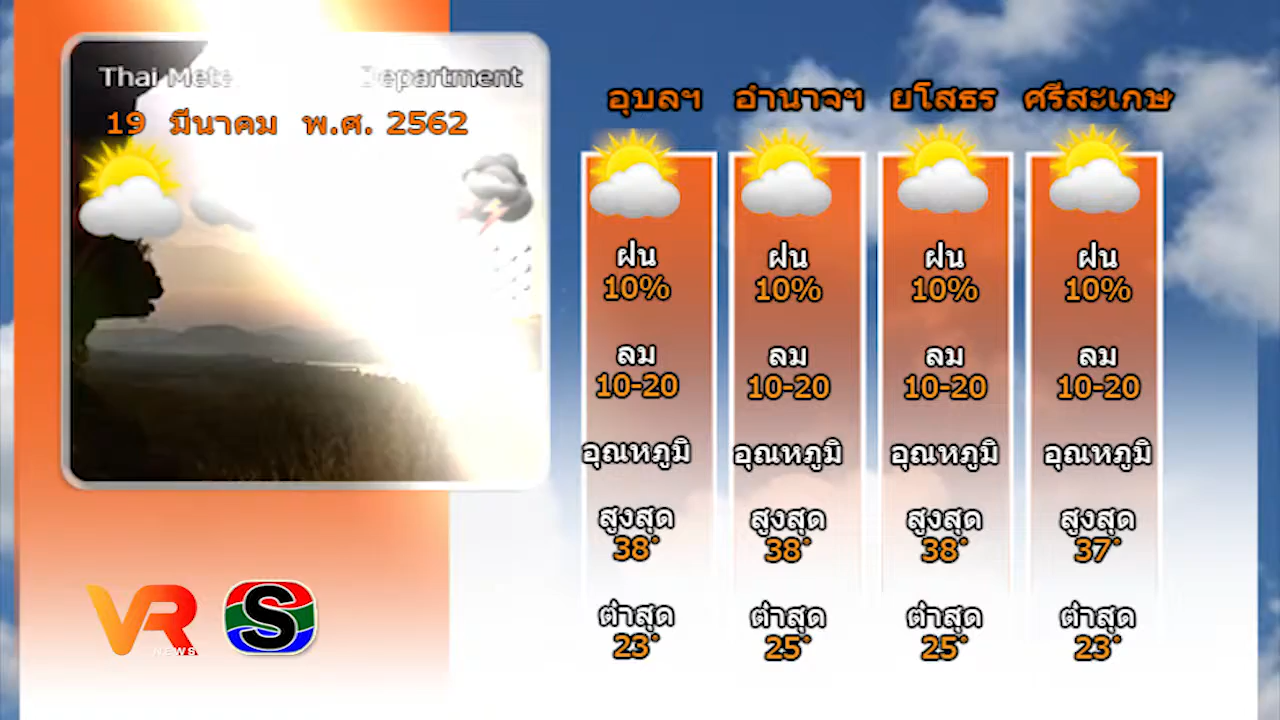 Thai Mete Department
19 มีนาคม พ.ศ. 2562
อุบลฯ อำนาจฯ ยโสธร ศรีสะเกษ
ฝน ฝน ฝน ฝน
10% 10% 10% 10%
ลม ลม ลม ลม
10-20 10-20 10-20 10-20
อุณหภูมิ อุณหภูมิ อุณหภูมิ อุณหภูมิ
สูงสุด สูงสุด สูงสุด สูงสุด
38° 38° 38° 37°
ต่ำสุด ต่ำสุด ต่ำสุด ต่ำสุด
23° 25° 25° 23°
VR S
NEWS